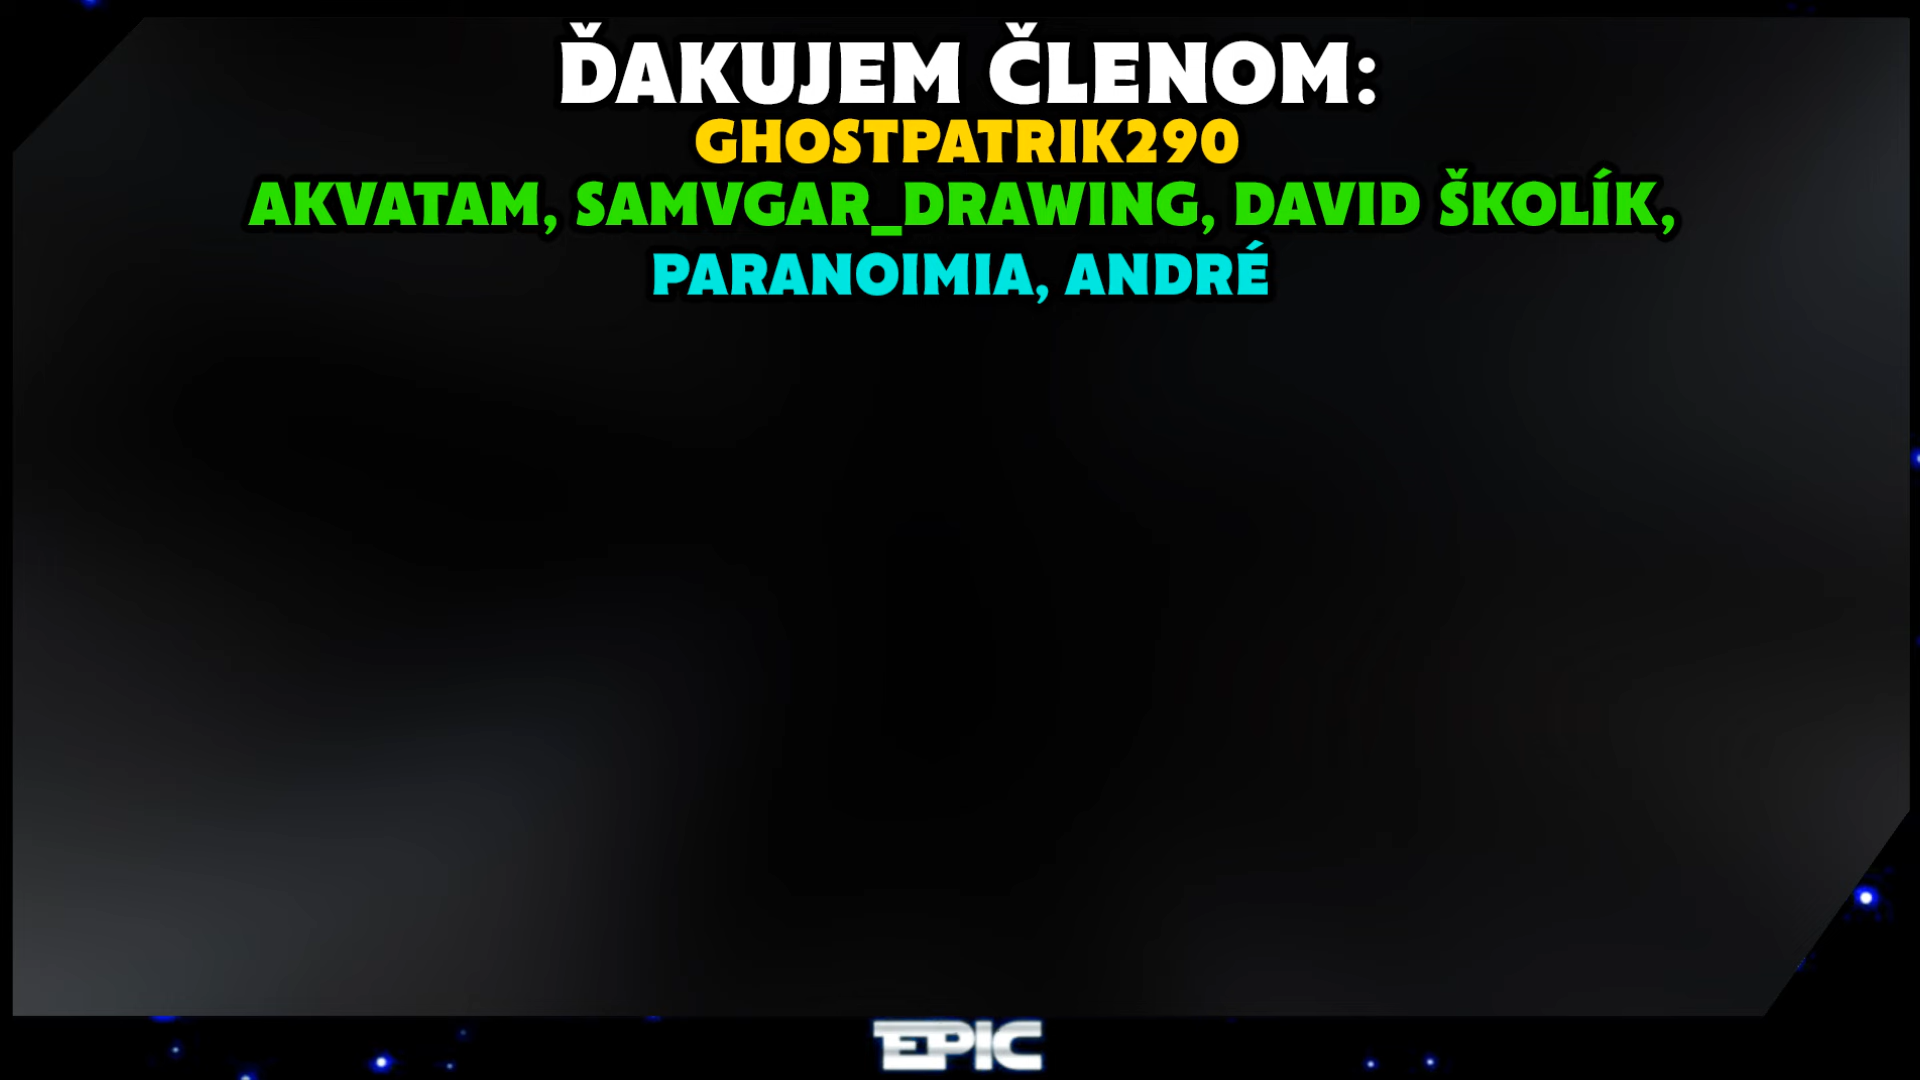 ĎAKUJEM ČLENOM:
GHOSTPATRIK290
AKVATAM, SAMVGAR_DRAWING, DAVID ŠKOLÍK,
PARANOIMIA, ANDRÉ
EPIC